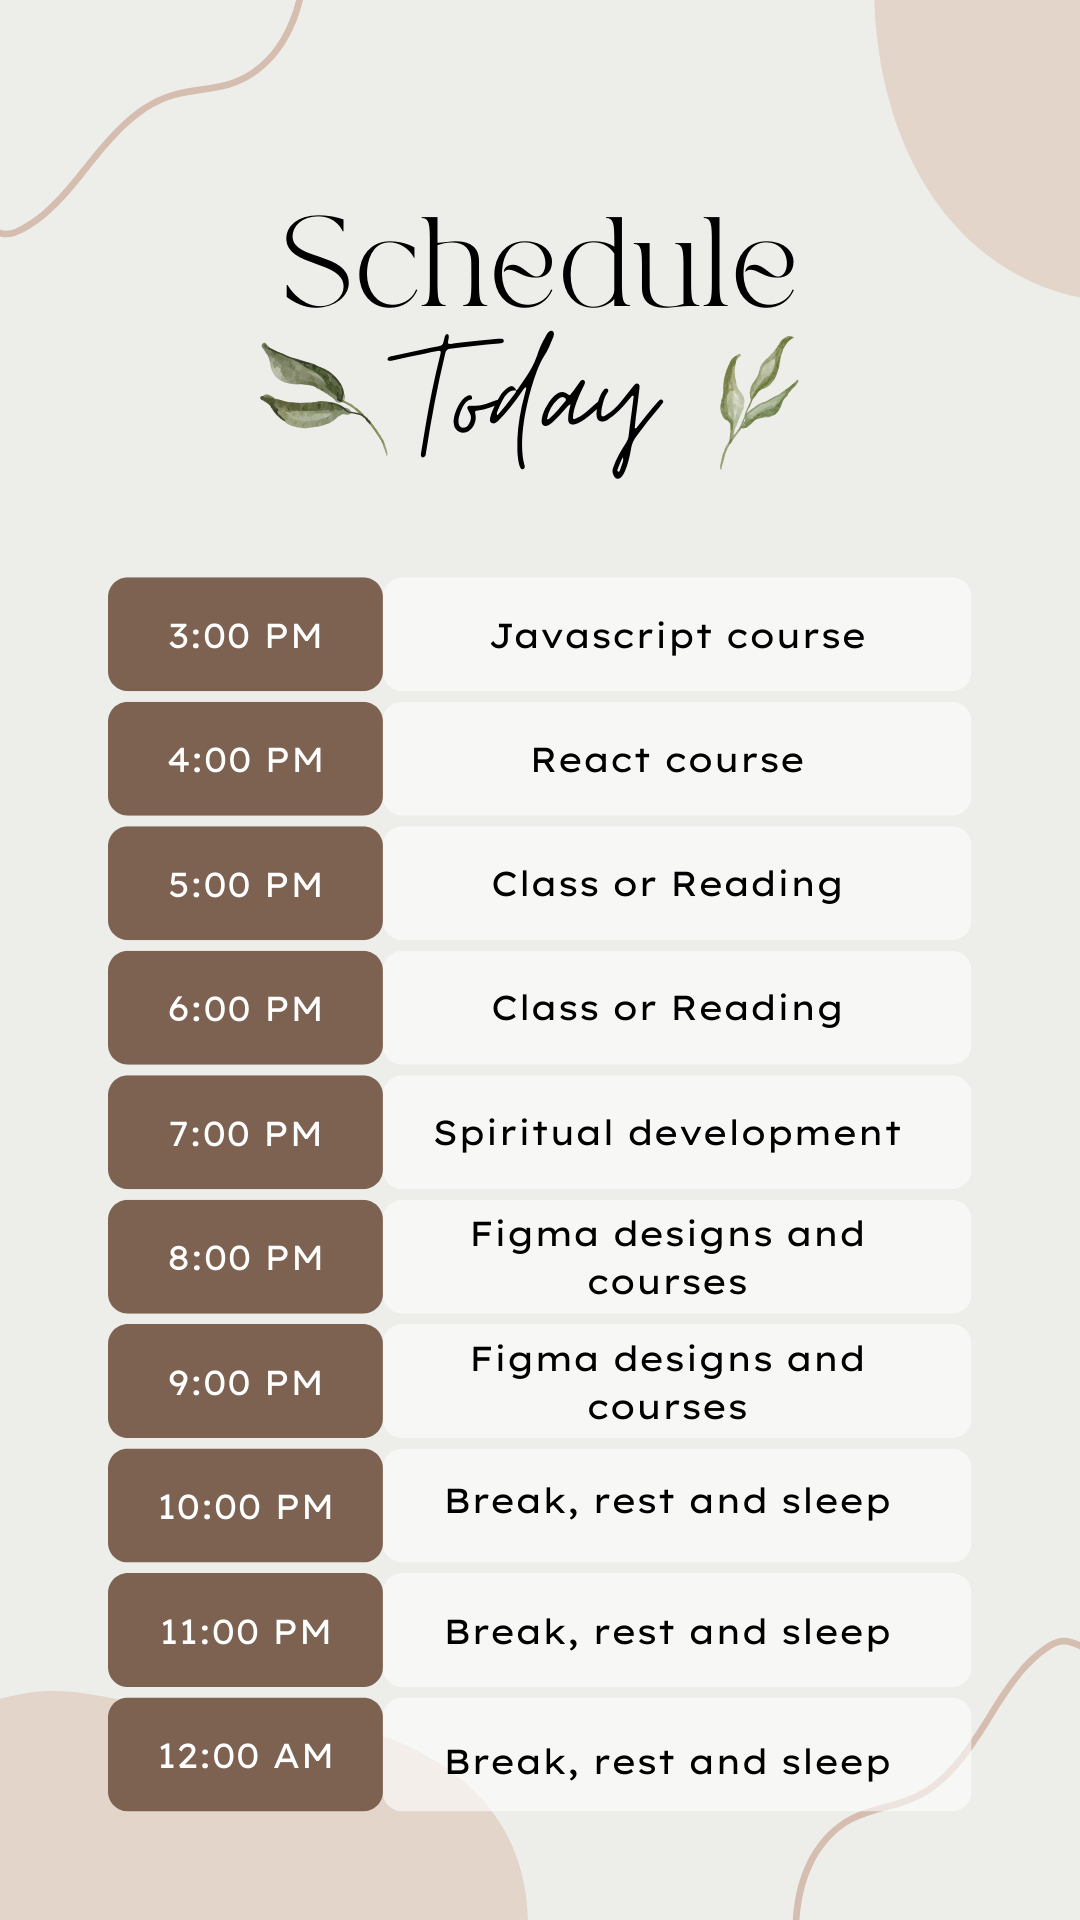 Schedule
Today
3:00 PM Javascript course
4:00 PM React course
5:00 PM Class or Reading
6:00 PM Class or Reading
7:00 PM Spiritual development
8:00 PM Figma designs and
courses
9:00 PM Figma designs and
courses
10:00 PM Break, rest and sleep
11:00 PM Break, rest and sleep
12:00 AM Break, rest and sleep